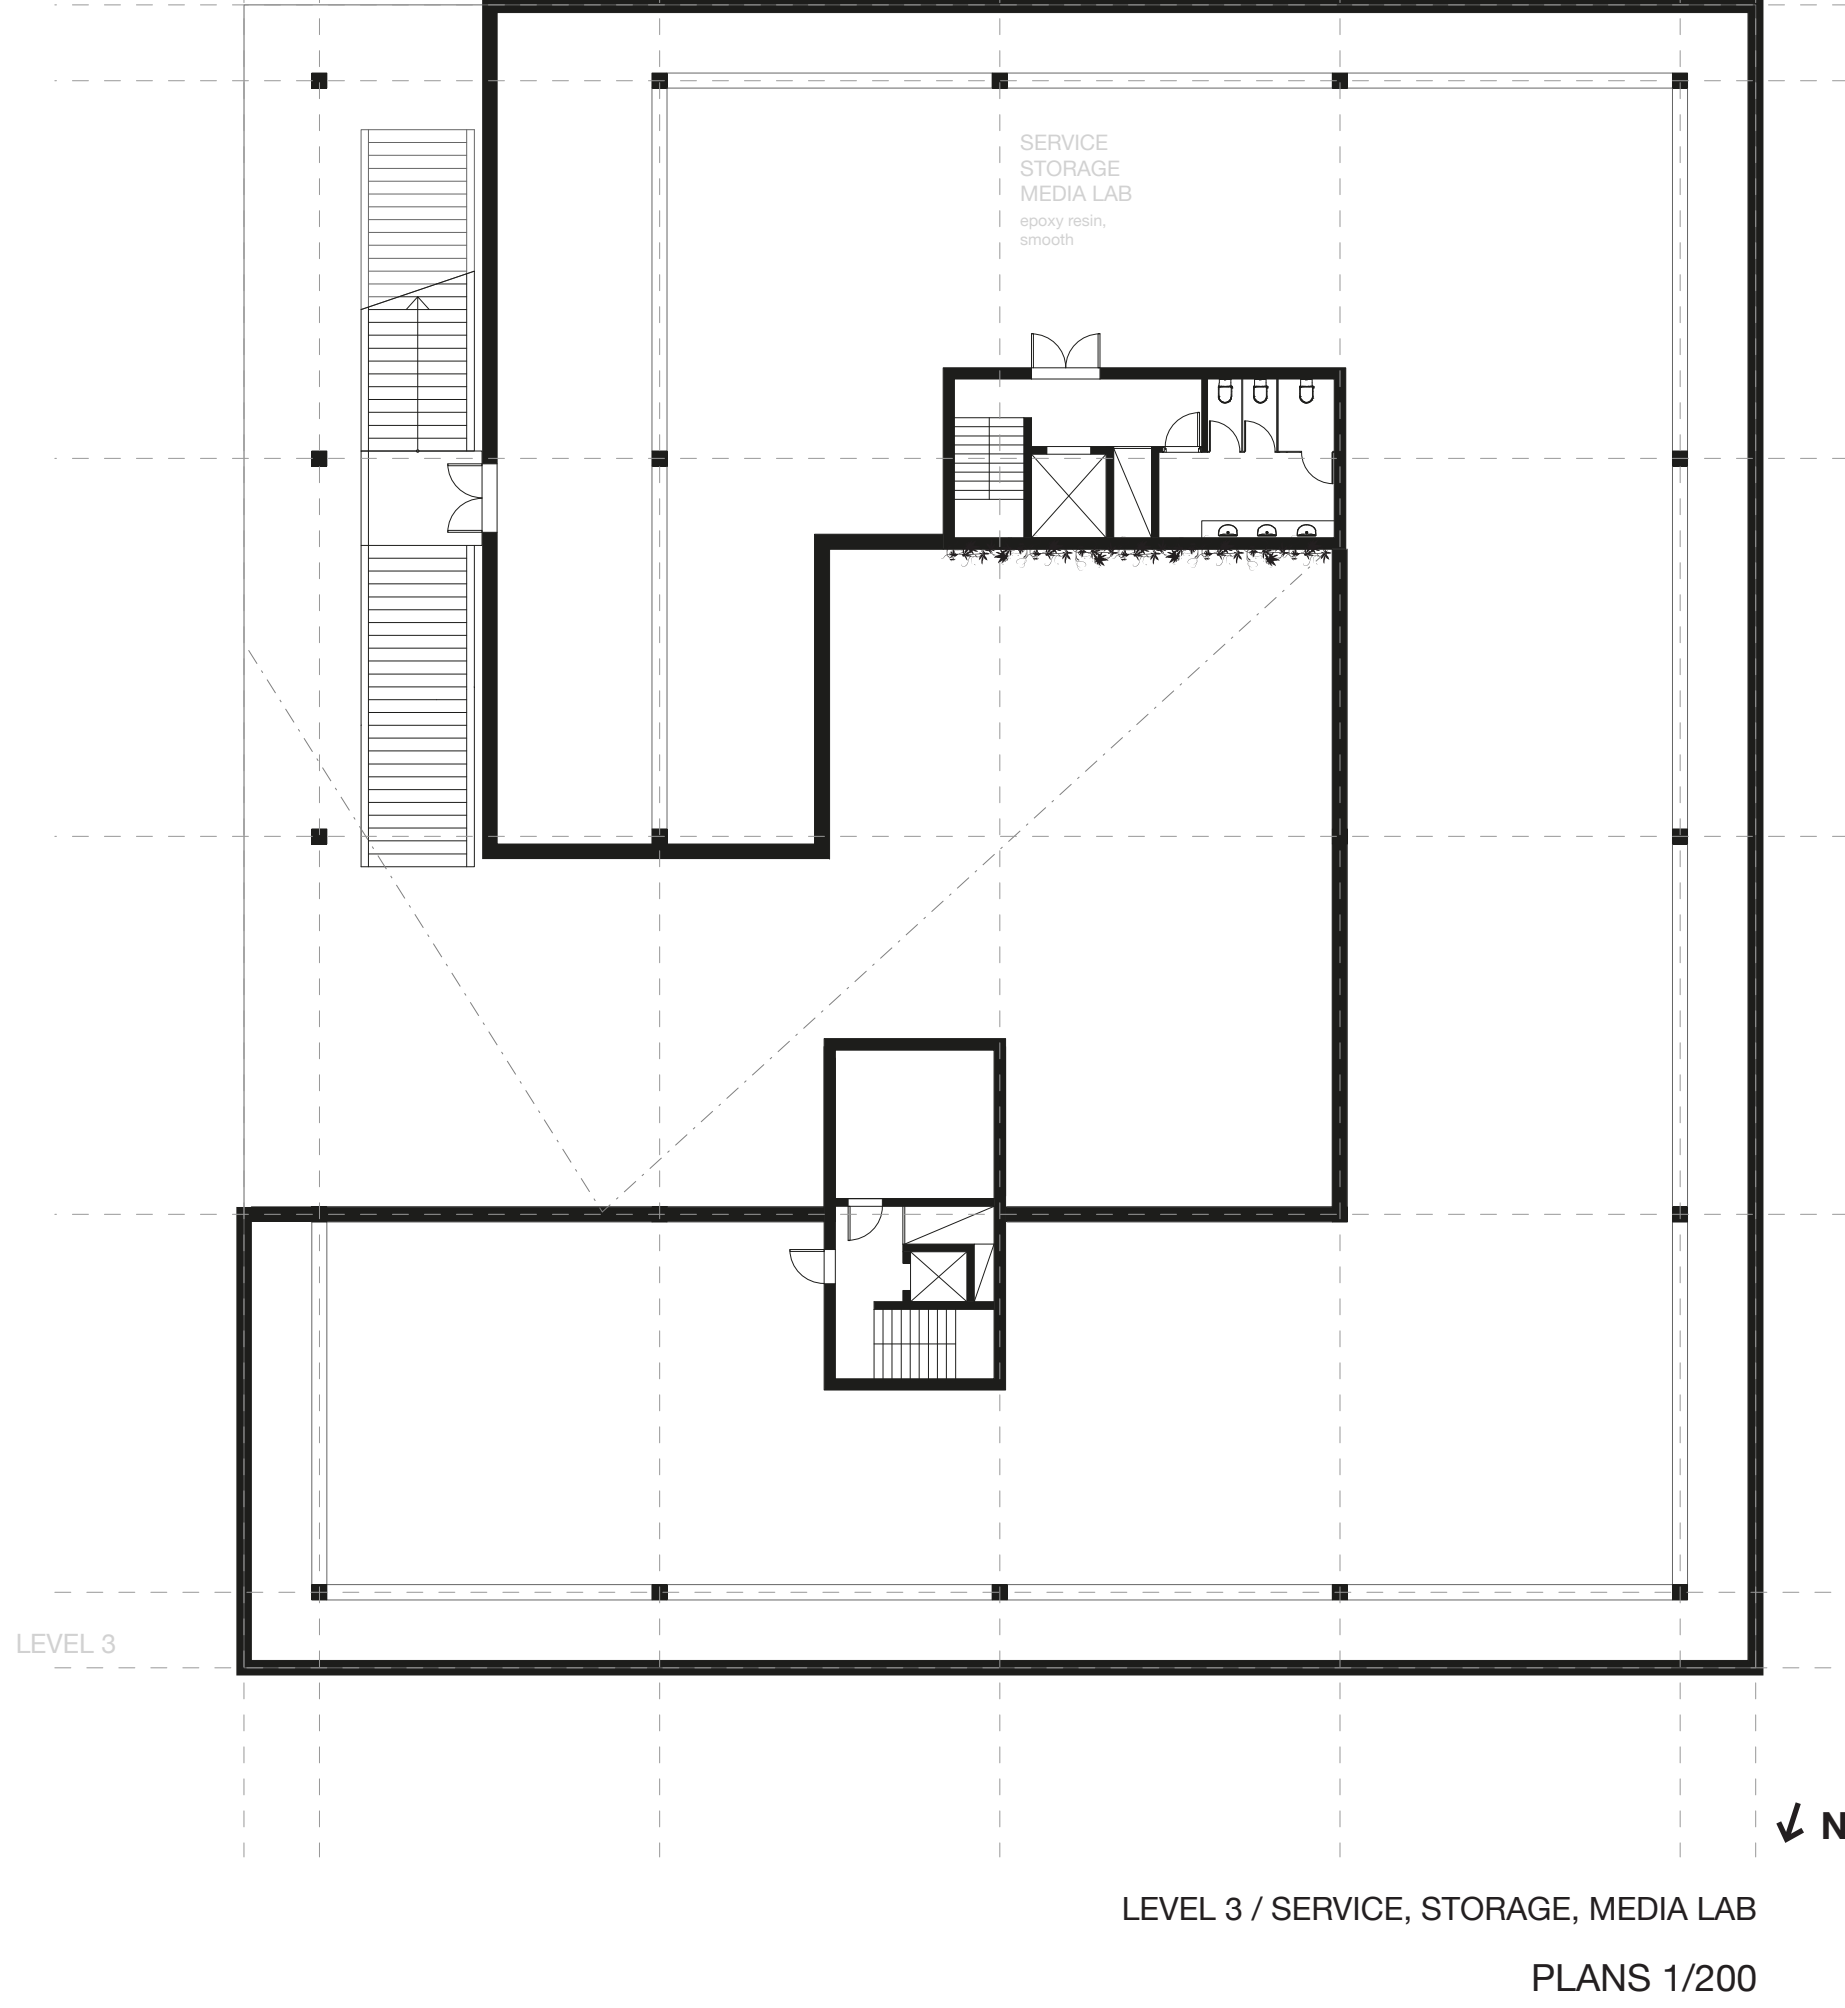 SERVICE
STORAGE
MEDIA LAB
epoxy resin,
smooth
LEVEL 3
N
LEVEL 3 / SERVICE, STORAGE, MEDIA LAB
PLANS 1/200